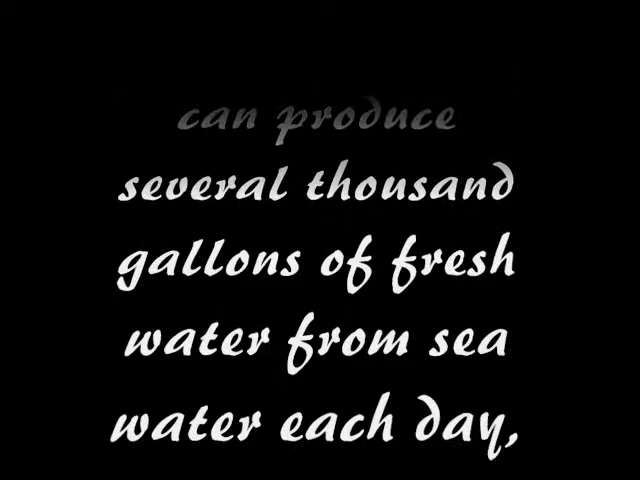 can produce
several thousand
gallons of fresh
water from sea
water each day,